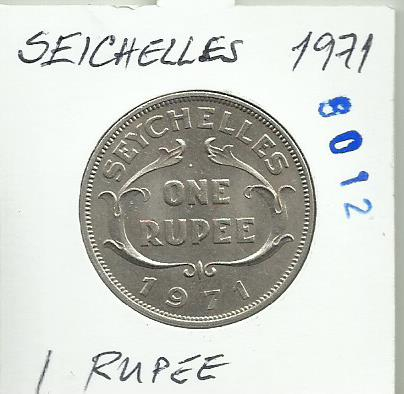 SEICHELLES 1971
8012
SEYCHELLES
ONE
RUPEE
1971
1 RUPEE